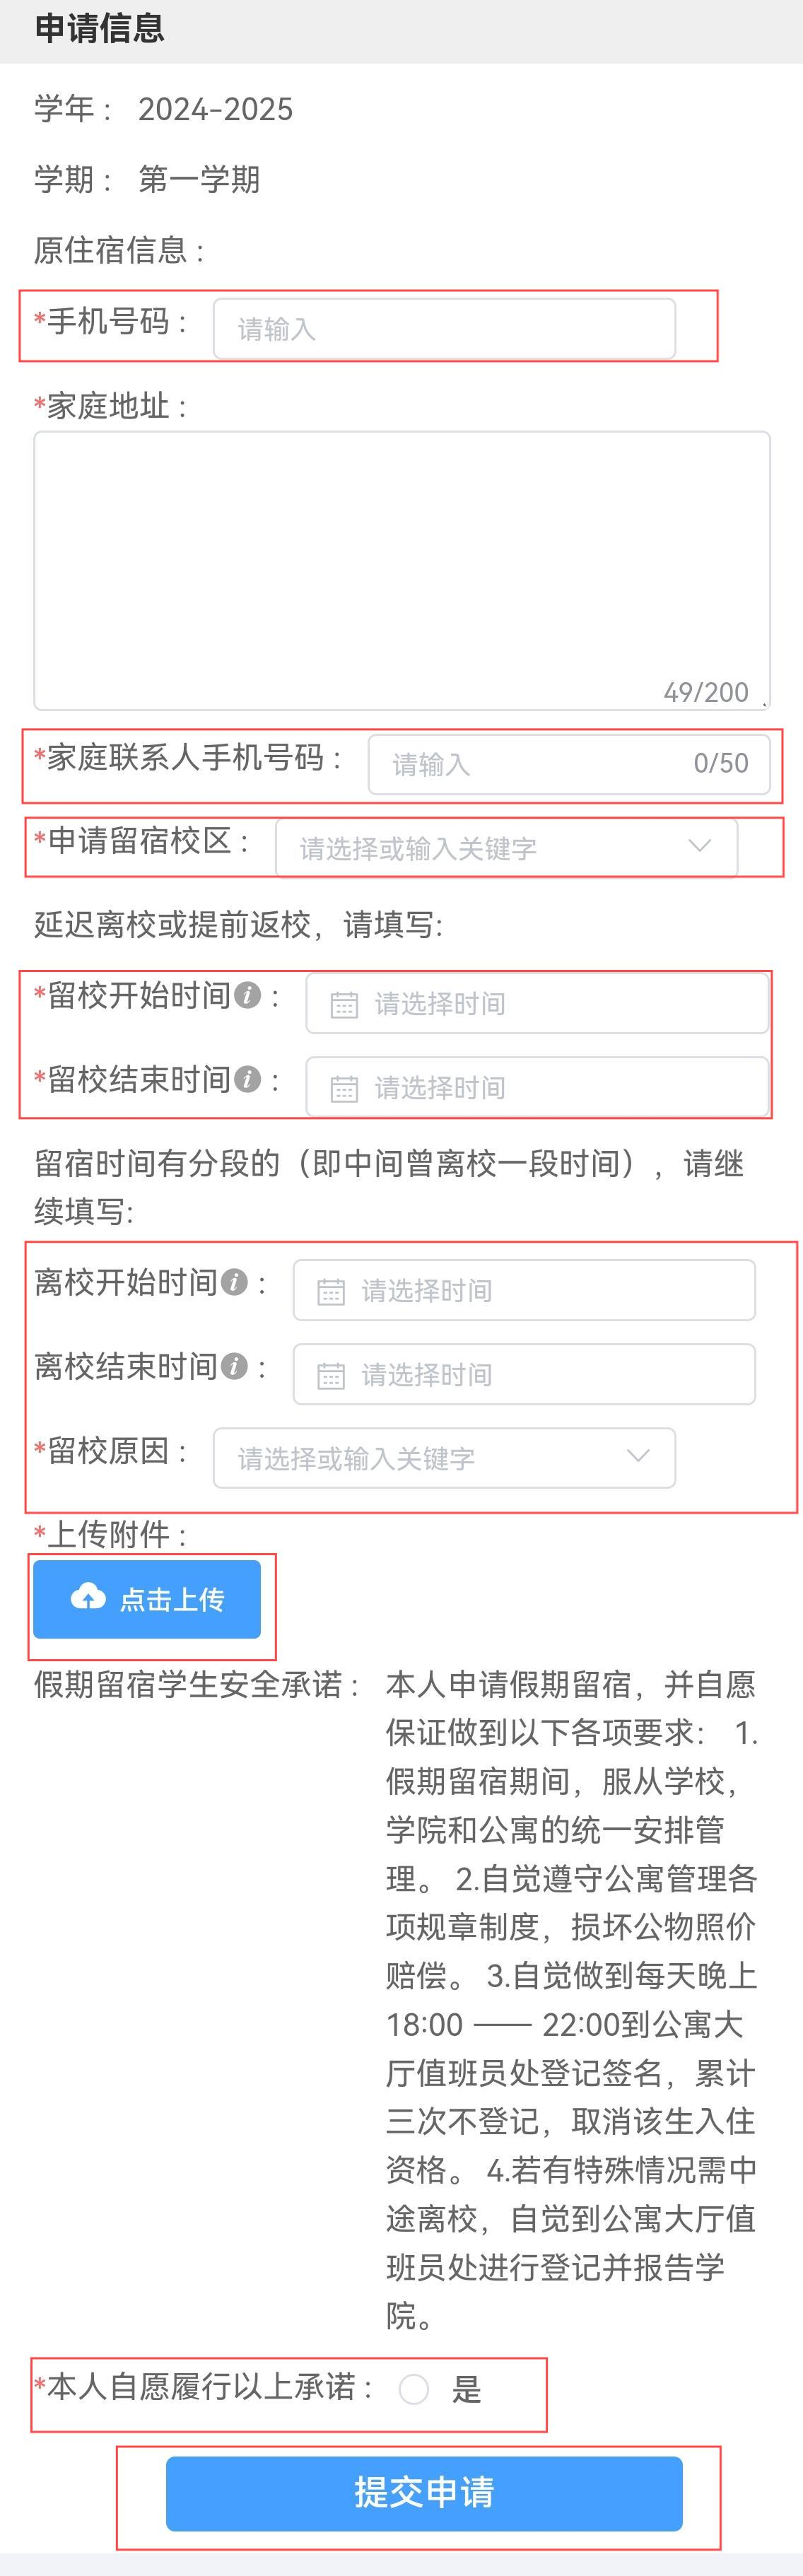 申请信息
学年： 2024-2025
学期： 第一学期
原住宿信息：
*手机号码： 请输入
*家庭地址：
49/200
*家庭联系人手机号码： 请输入 0/50
*申请留宿校区： 请选择或输入关键字
延迟离校或提前返校，请填写:
*留校开始时间： 请选择时间
*留校结束时间： 请选择时间
留宿时间有分段的（即中间曾离校一段时间），请继
续填写:
离校开始时间： 请选择时间
离校结束时间： 请选择时间
*留校原因： 请选择或输入关键字
*上传附件：
点击上传
假期留宿学生安全承诺： 本人申请假期留宿，并自愿
保证做到以下各项要求： 1.
假期留宿期间，服从学校，
学院和公寓的统一安排管
理。 2.自觉遵守公寓管理各
项规章制度，损坏公物照价
赔偿。 3.自觉做到每天晚上
18:00 —— 22:00到公寓大
厅值班员处登记签名，累计
三次不登记，取消该生入住
资格。 4.若有特殊情况需中
途离校，自觉到公寓大厅值
班员处进行登记并报告学
院。
*本人自愿履行以上承诺： 是
提交申请